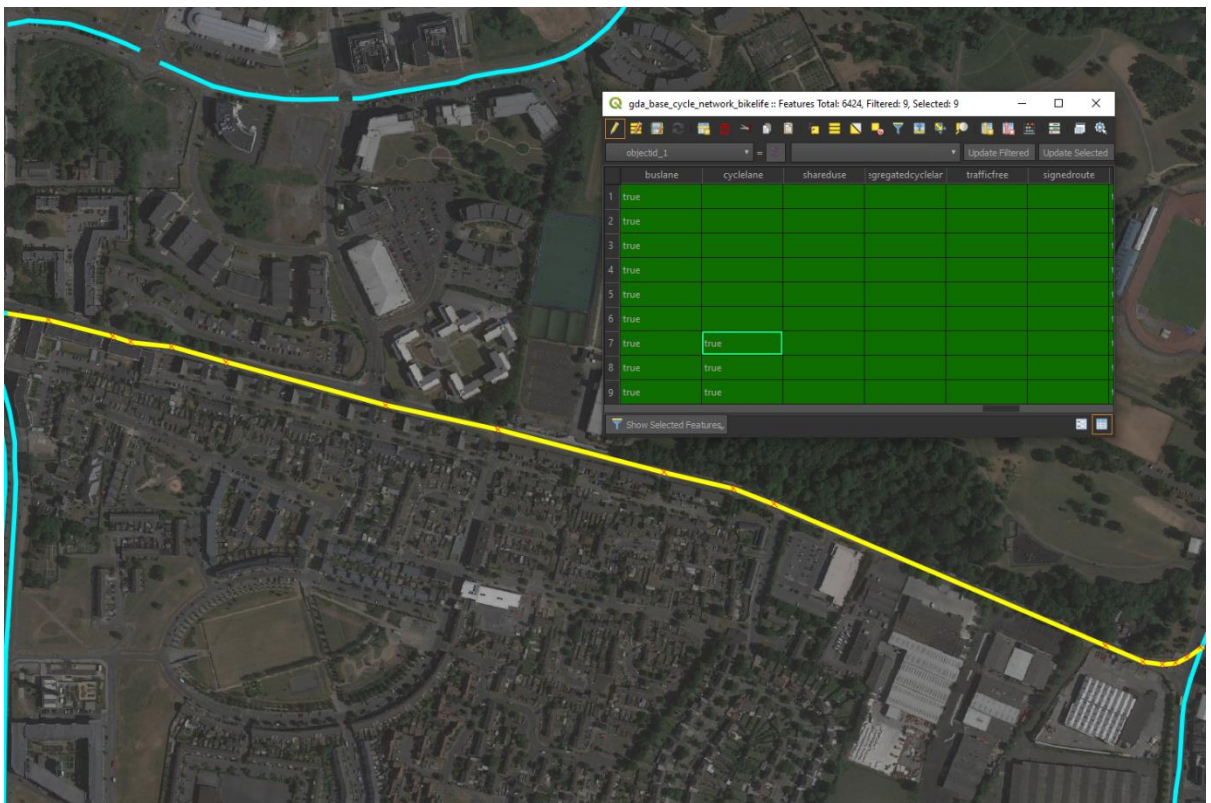 gda_base_cycle_network_bikelife :: Features Total: 6424, Filtered: 9, Selected: 9
objectid_1 = Update Filtered Update Selected
buslane cyclelane shareduse egregatedcyclelar trafficfree signedroute
1 true
2 true
3 true
4 true
5 true
6 true
7 true true
8 true true
9 true true
Show Selected Features